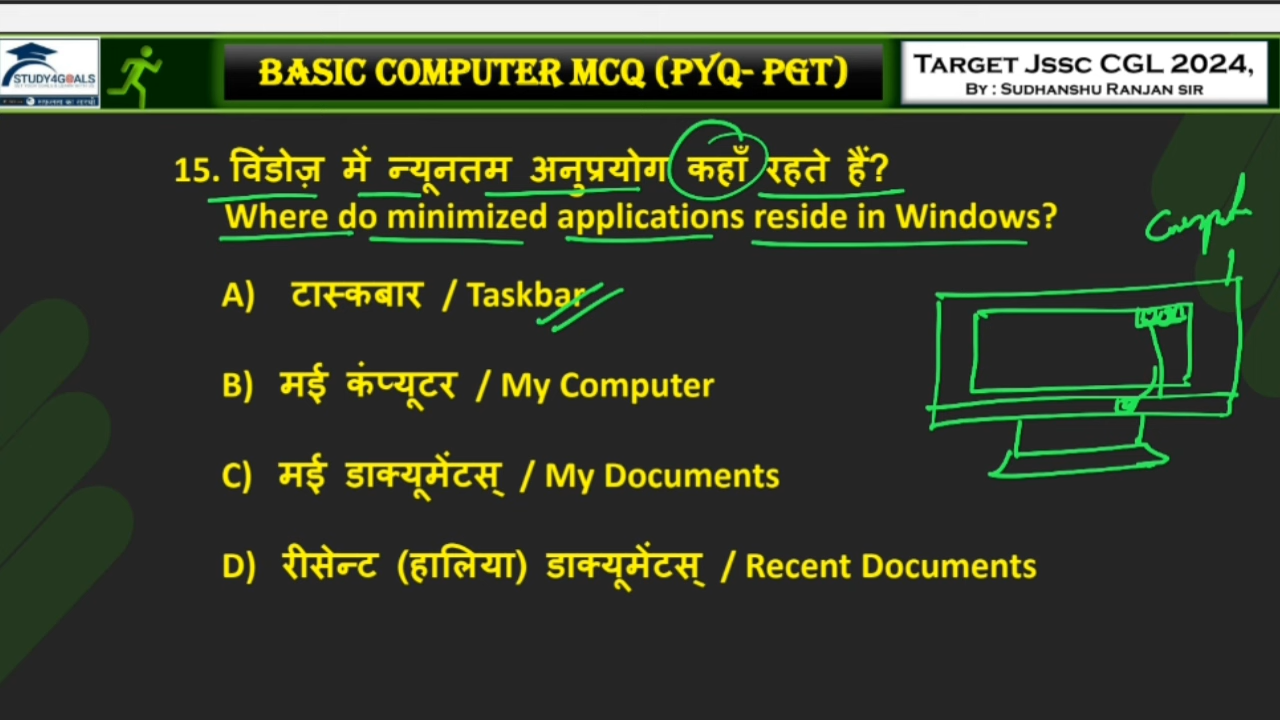 STUDY4GOALS
BASIC COMPUTER MCQ (PYQ- PGT)
TARGET JSSC CGL 2024,
BY : SUDHANSHU RANJAN SIR
15. विंडोज़ में न्यूनतम अनुप्रयोग कहाँ रहते हैं?
Where do minimized applications reside in Windows?
A) टास्कबार / Taskbar
B) मई कंप्यूटर / My Computer
C) मई डाक्यूमेंटस् / My Documents
D) रीसेन्ट (हालिया) डाक्यूमेंटस् / Recent Documents